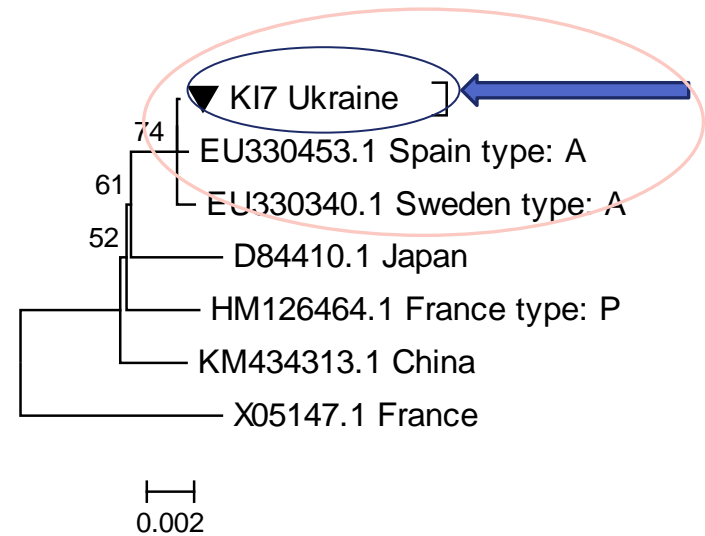 KI7 Ukraine
74
EU330453.1 Spain type: A
61
EU330340.1 Sweden type: A
52
D84410.1 Japan
HM126464.1 France type: P
KM434313.1 China
X05147.1 France
0.002